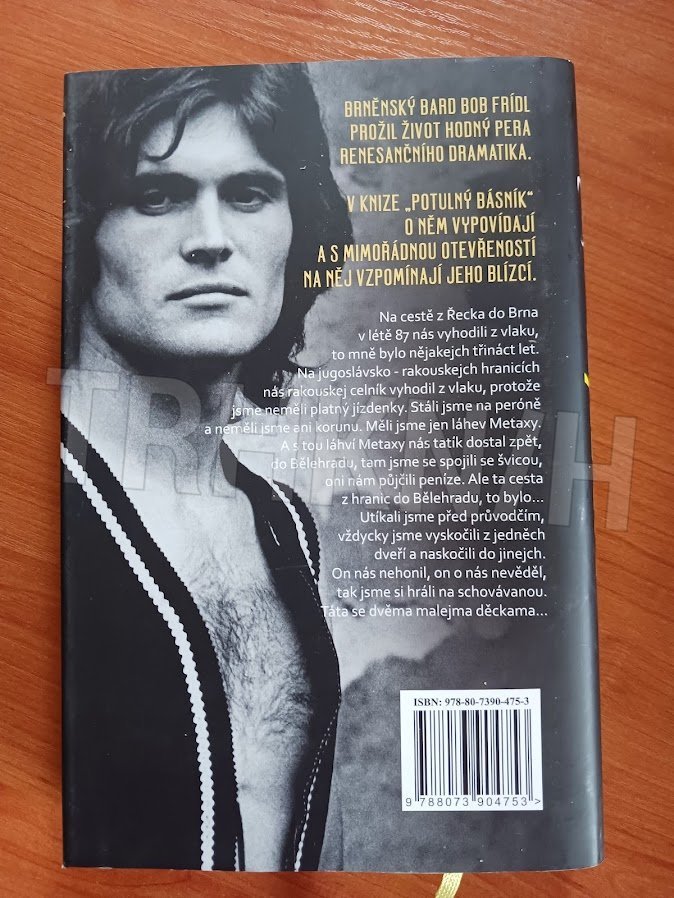 BRNĚNSKÝ BARD BOB FRÍDL
PROŽIL ŽIVOT HODNÝ PERA
RENESANČNÍHO DRAMATIKA.
V KNIZE „POTULNÝ BÁSNÍK“
O NĚM VYPOVÍDAJÍ
A S MIMOŘÁDNOU OTEVŘENOSTÍ
NA NĚJ VZPOMÍNAJÍ JEHO BLÍZCÍ.
Na cestě z Řecka do Brna
v létě 87 nás vyhodili z vlaku,
to mně bylo nějakejch třináct let.
Na jugoslávsko - rakouskejch hranicích
nás rakouskej celník vyhodil z vlaku, protože
jsme neměli platný jízdenky. Stáli jsme na peróně
a neměli jsme ani korunu. Měli jsme jen láhev Metaxy.
A s tou láhví Metaxy nás tatík dostal zpět,
do Bělehradu, tam jsme se spojili se švicou,
oni nám půjčili peníze. Ale ta cesta
z hranic do Bělehradu, to bylo...
Utíkali jsme před průvodčím,
vždycky jsme vyskočili z jedněch
dveří a naskočili do jinejch.
On nás nehonil, on o nás nevěděl,
tak jsme si hráli na schovávanou.
Táta se dvěma malejma děckama...
ISBN: 978-80-7390-475-3
9 788073 904753 >